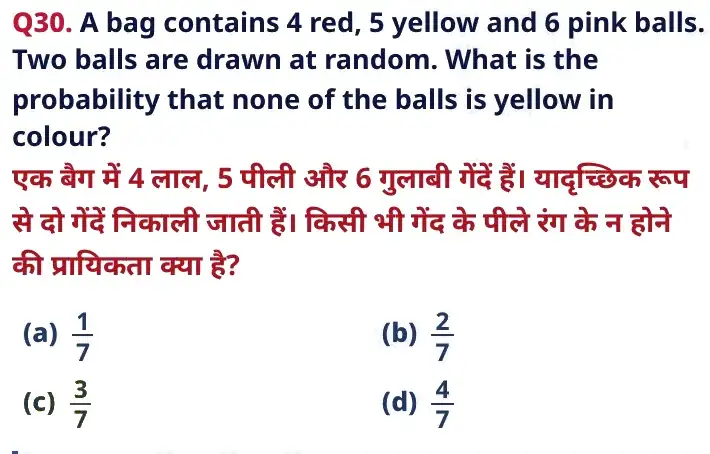 Q30. A bag contains 4 red, 5 yellow and 6 pink balls.
Two balls are drawn at random. What is the
probability that none of the balls is yellow in
colour?
एक बैग में 4 लाल, 5 पीली और 6 गुलाबी गेंदें हैं। यादृच्छिक रूप
से दो गेंदें निकाली जाती हैं। किसी भी गेंद के पीले रंग के न होने
की प्रायिकता क्या है?
(a) 1/7 (b) 2/7
(c) 3/7 (d) 4/7